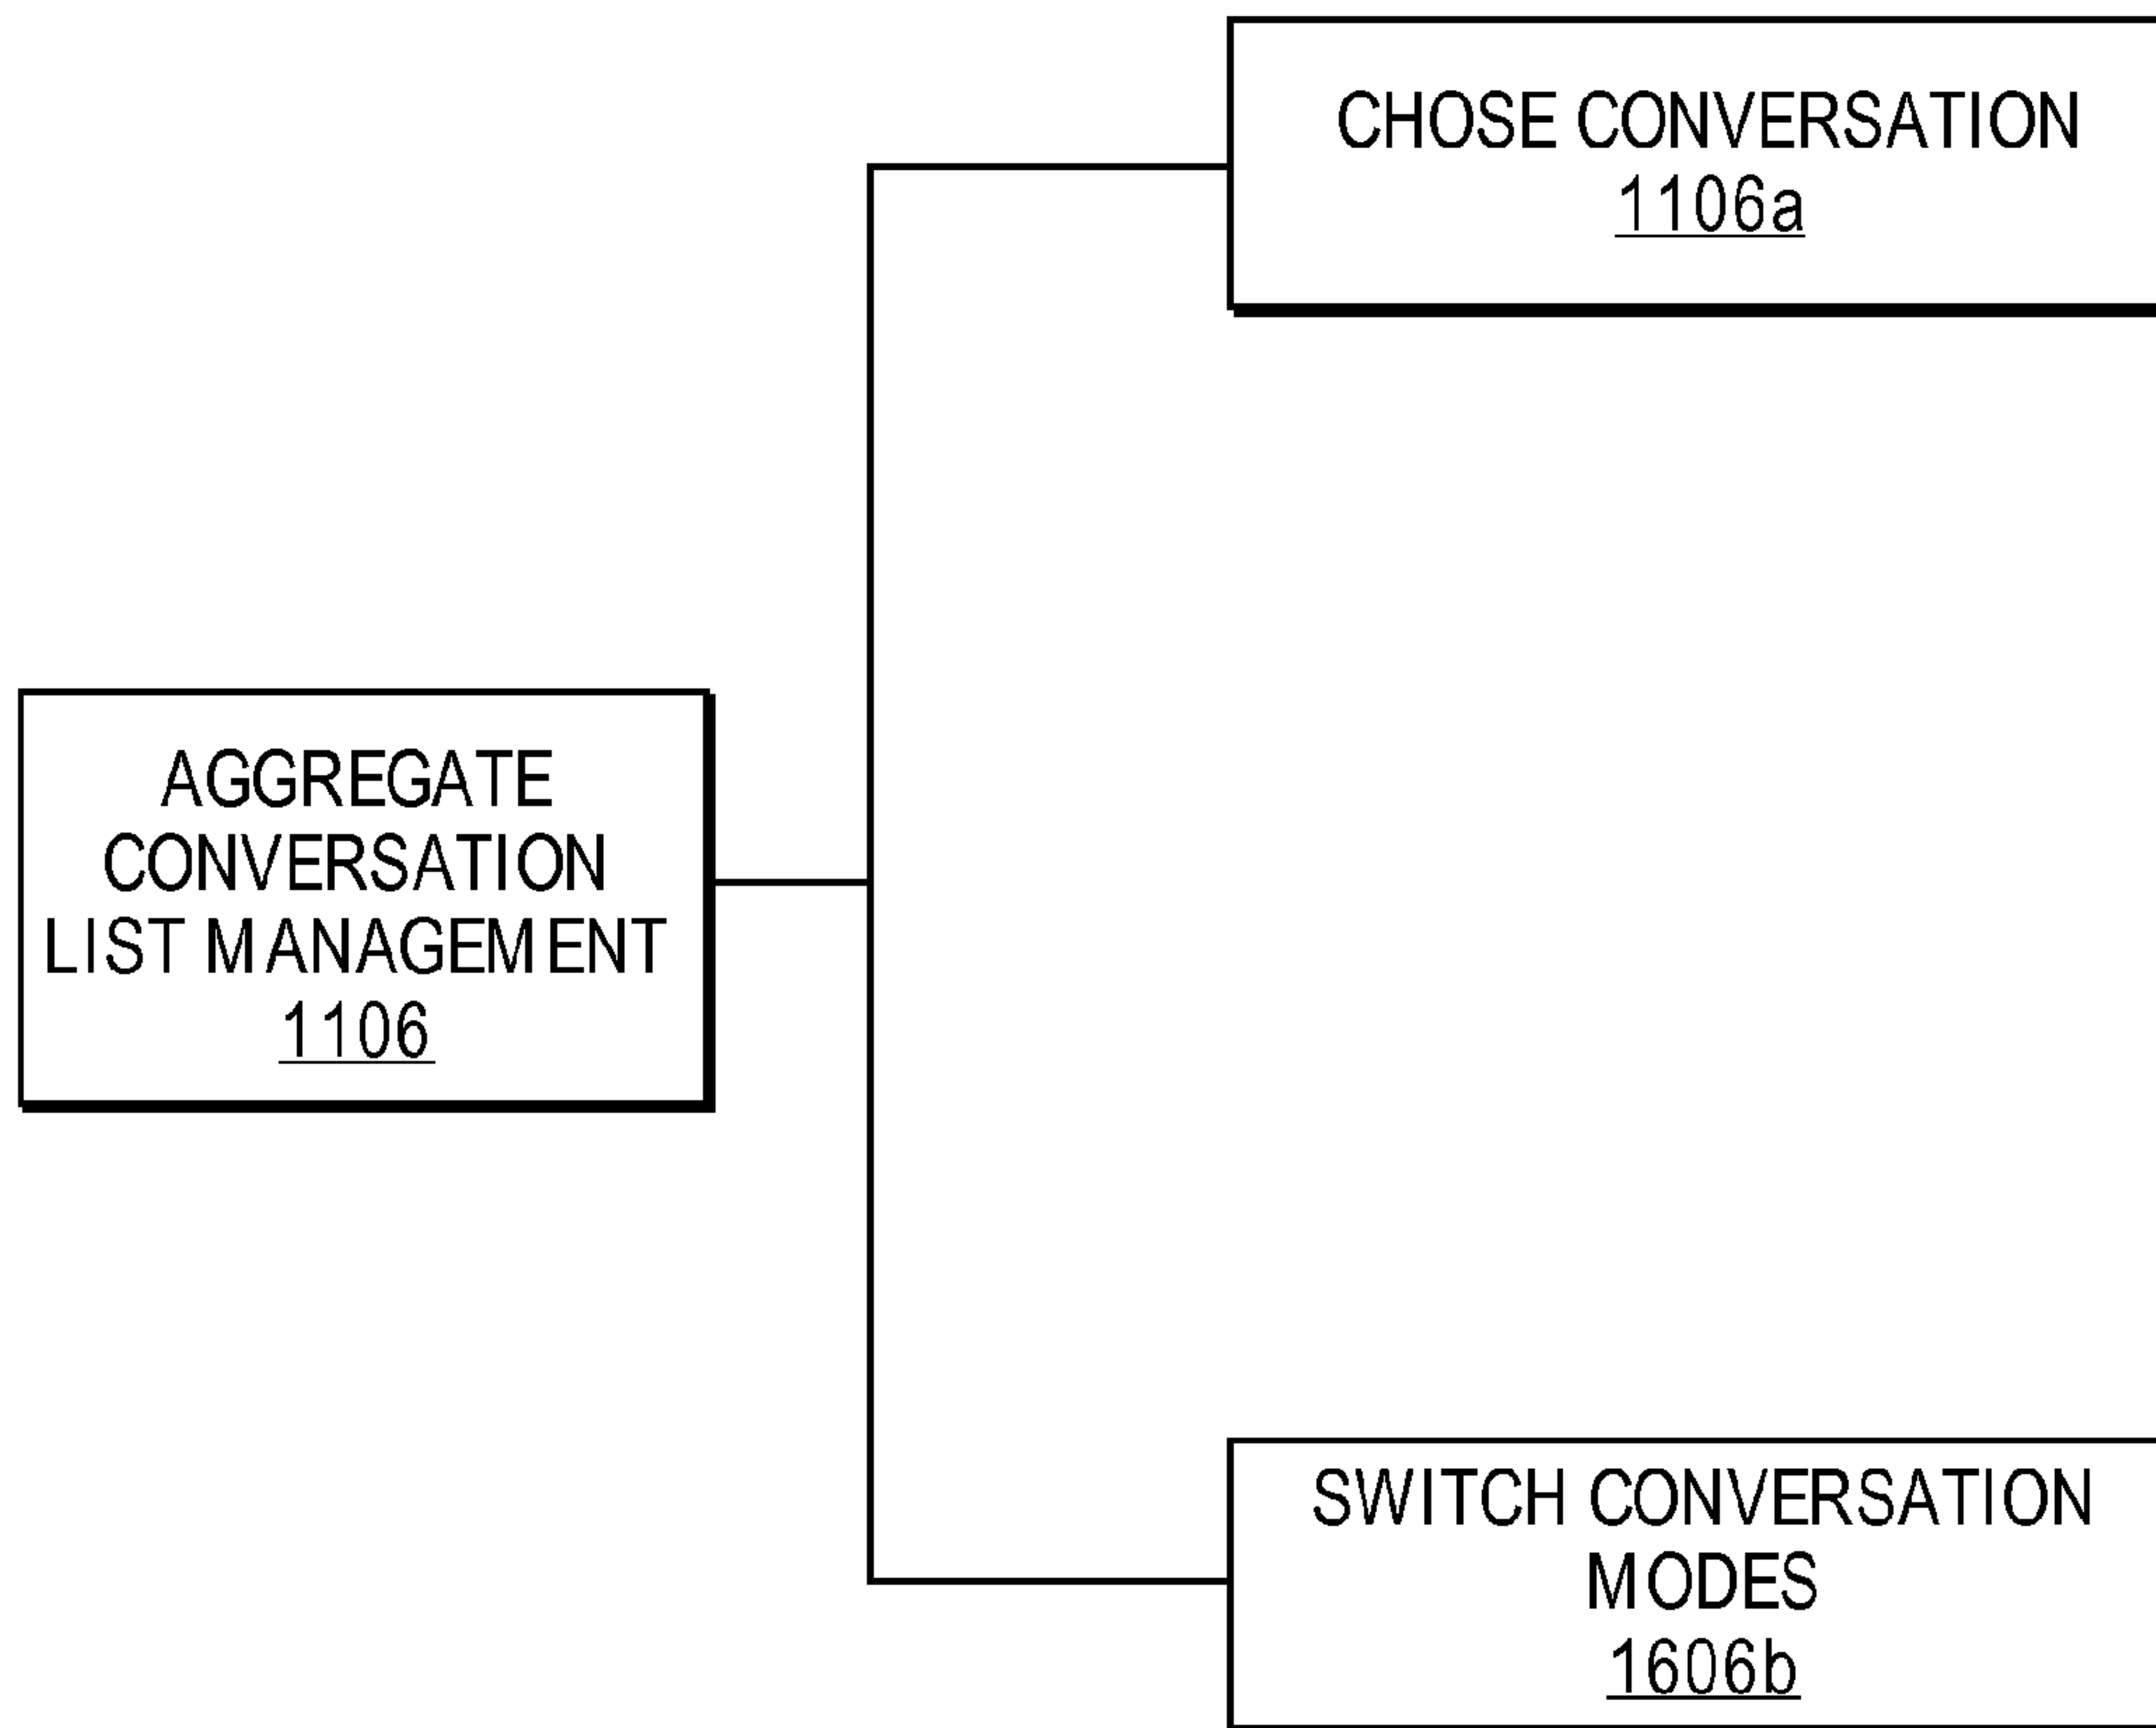 CHOSE CONVERSATION
1106a
AGGREGATE
CONVERSATION
LIST MANAGEMENT
1106
SWITCH CONVERSATION
MODES
1606b